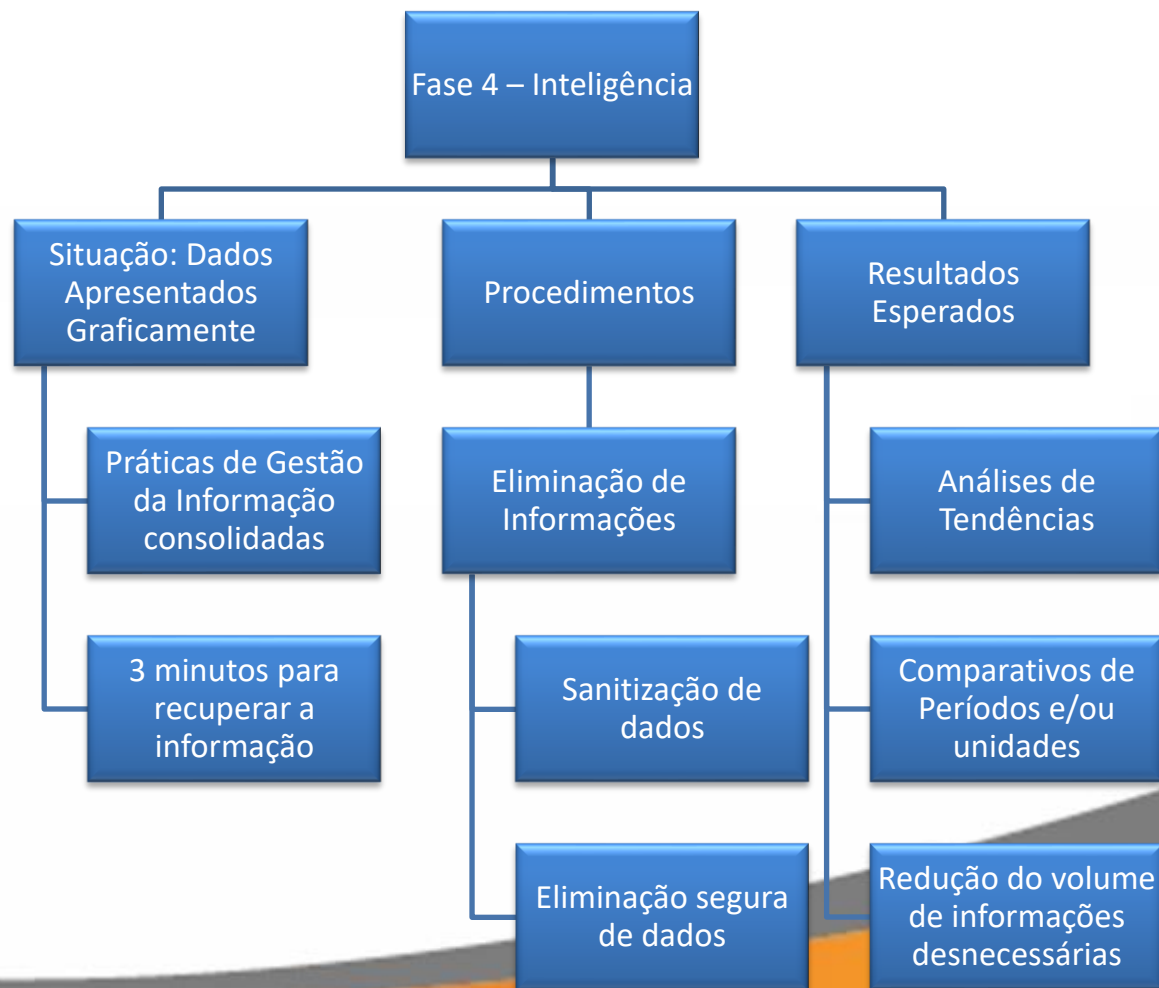 Fase 4 – Inteligência
Situação: Dados
Apresentados
Graficamente
Procedimentos
Resultados
Esperados
Práticas de Gestão
da Informação
consolidadas
Eliminação de
Informações
Análises de
Tendências
3 minutos para
recuperar a
informação
Sanitização de
dados
Comparativos de
Períodos e/ou
unidades
Eliminação segura
de dados
Redução do volume
de informações
desnecessárias